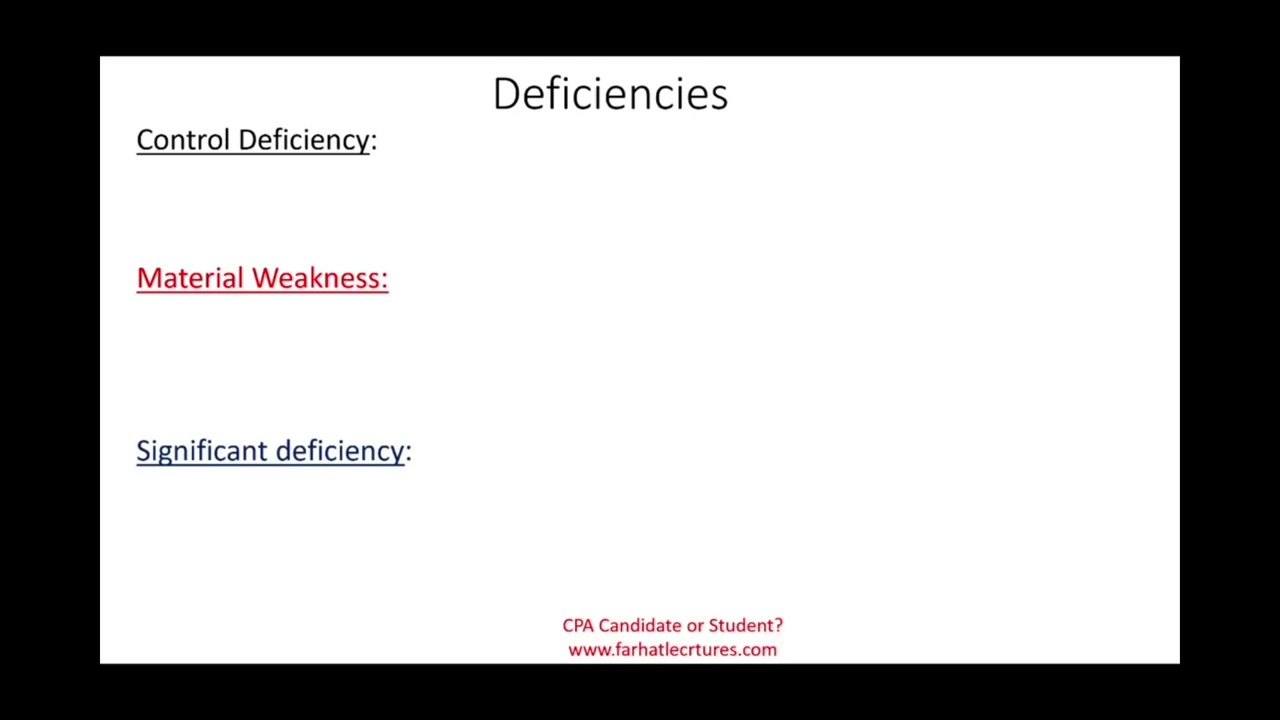 Deficiencies
Control Deficiency:
Material Weakness:
Significant deficiency:
CPA Candidate or Student?
www.farhatlecrtures.com